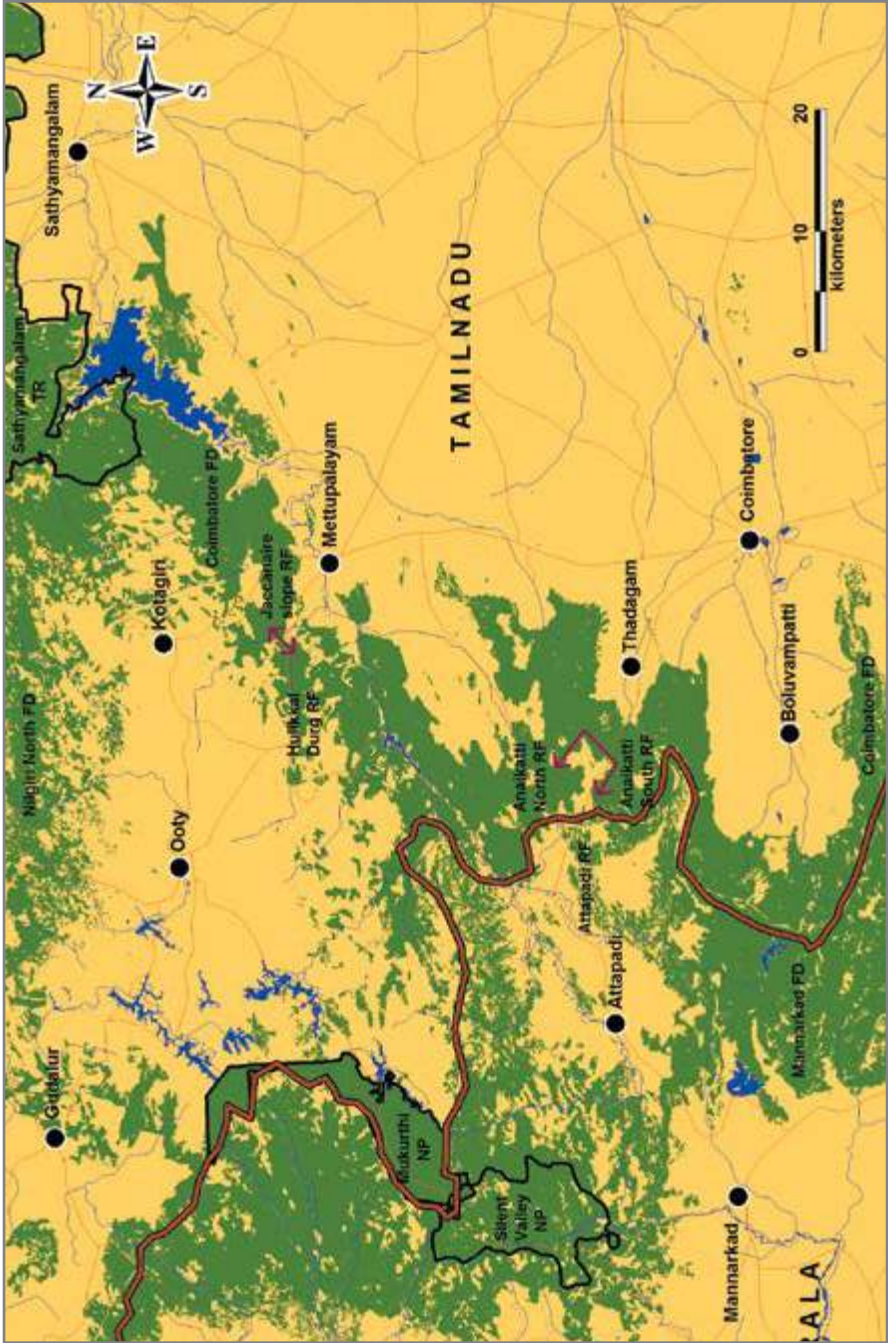 Nilgiri North FD
Sathyamangalam
TR
Gudalur
Sathyamangalam
N
W
E
S
Ooty
Kotagiri
Coimbatore FD
Jaccanaire
slope RF
Hulikkal
Durg RF
Mettupalayam
Mukurthi
NP
TAMILNADU
Silent
Valley
NP
Anaikatti
North RF
Attapadi RF
Attapadi
Anaikatti
South RF
Thadagam
Mannarkad
Coimbatore
Boluvampatti
Mannarkad FD
0
10
20
kilometers
ALA
Coimbatore FD